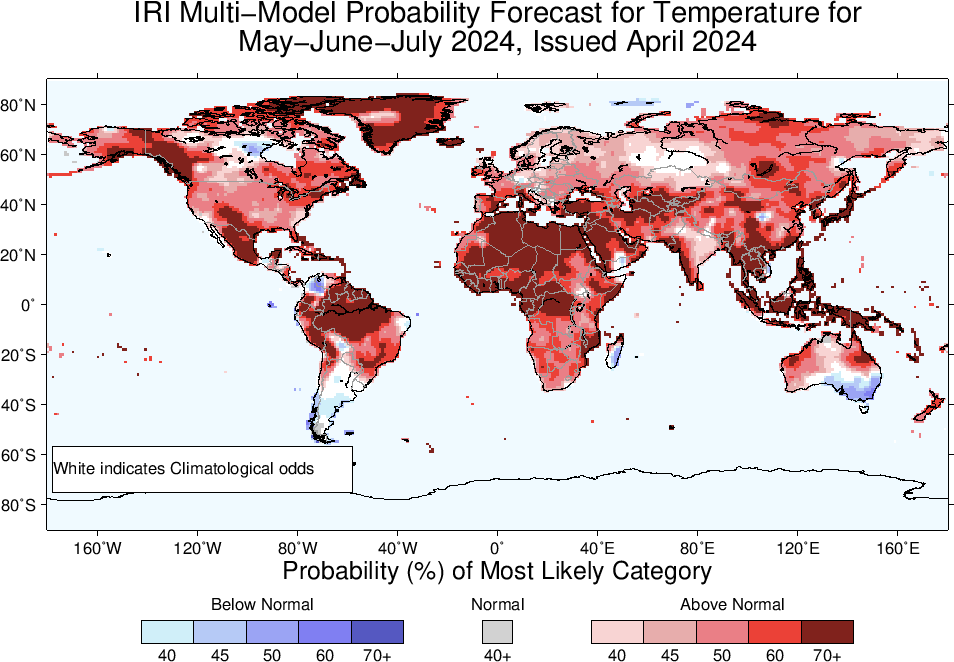 IRI Multi−Model Probability Forecast for Temperature for
May−June−July 2024, Issued April 2024
80˚N
60˚N
40˚N
20˚N
0˚
20˚S
40˚S
60˚S
80˚S
White indicates Climatological odds
160˚W 120˚W 80˚W 40˚W 0˚ 40˚E 80˚E 120˚E 160˚E
Probability (%) of Most Likely Category
Below Normal Normal Above Normal
40 45 50 60 70+ 40+ 40 45 50 60 70+